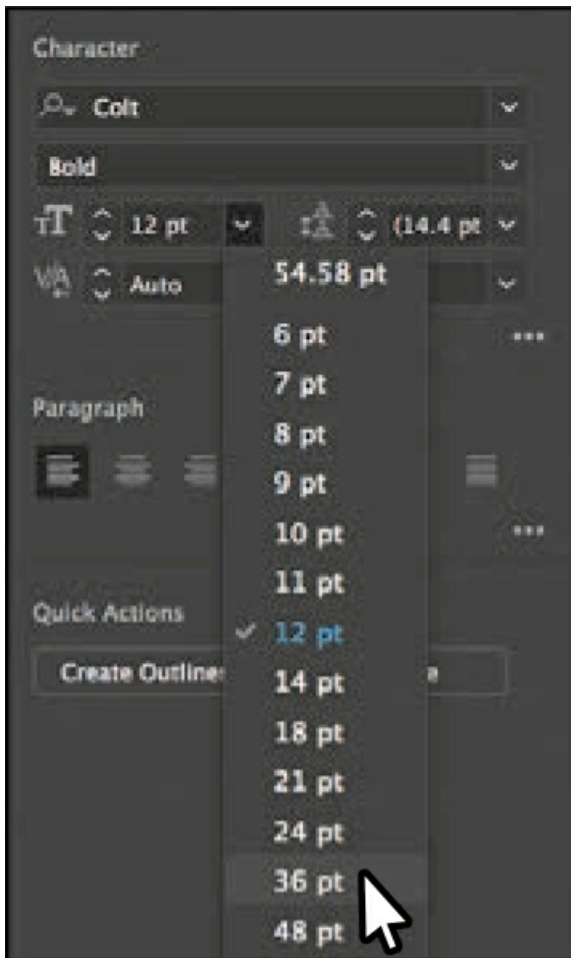 Character
Colt
Bold
12 pt (14.4 pt
Auto
54.58 pt
6 pt
7 pt
Paragraph
8 pt
9 pt
10 pt
11 pt
Quick Actions
12 pt
Create Outlines
14 pt
18 pt
21 pt
24 pt
36 pt
48 pt